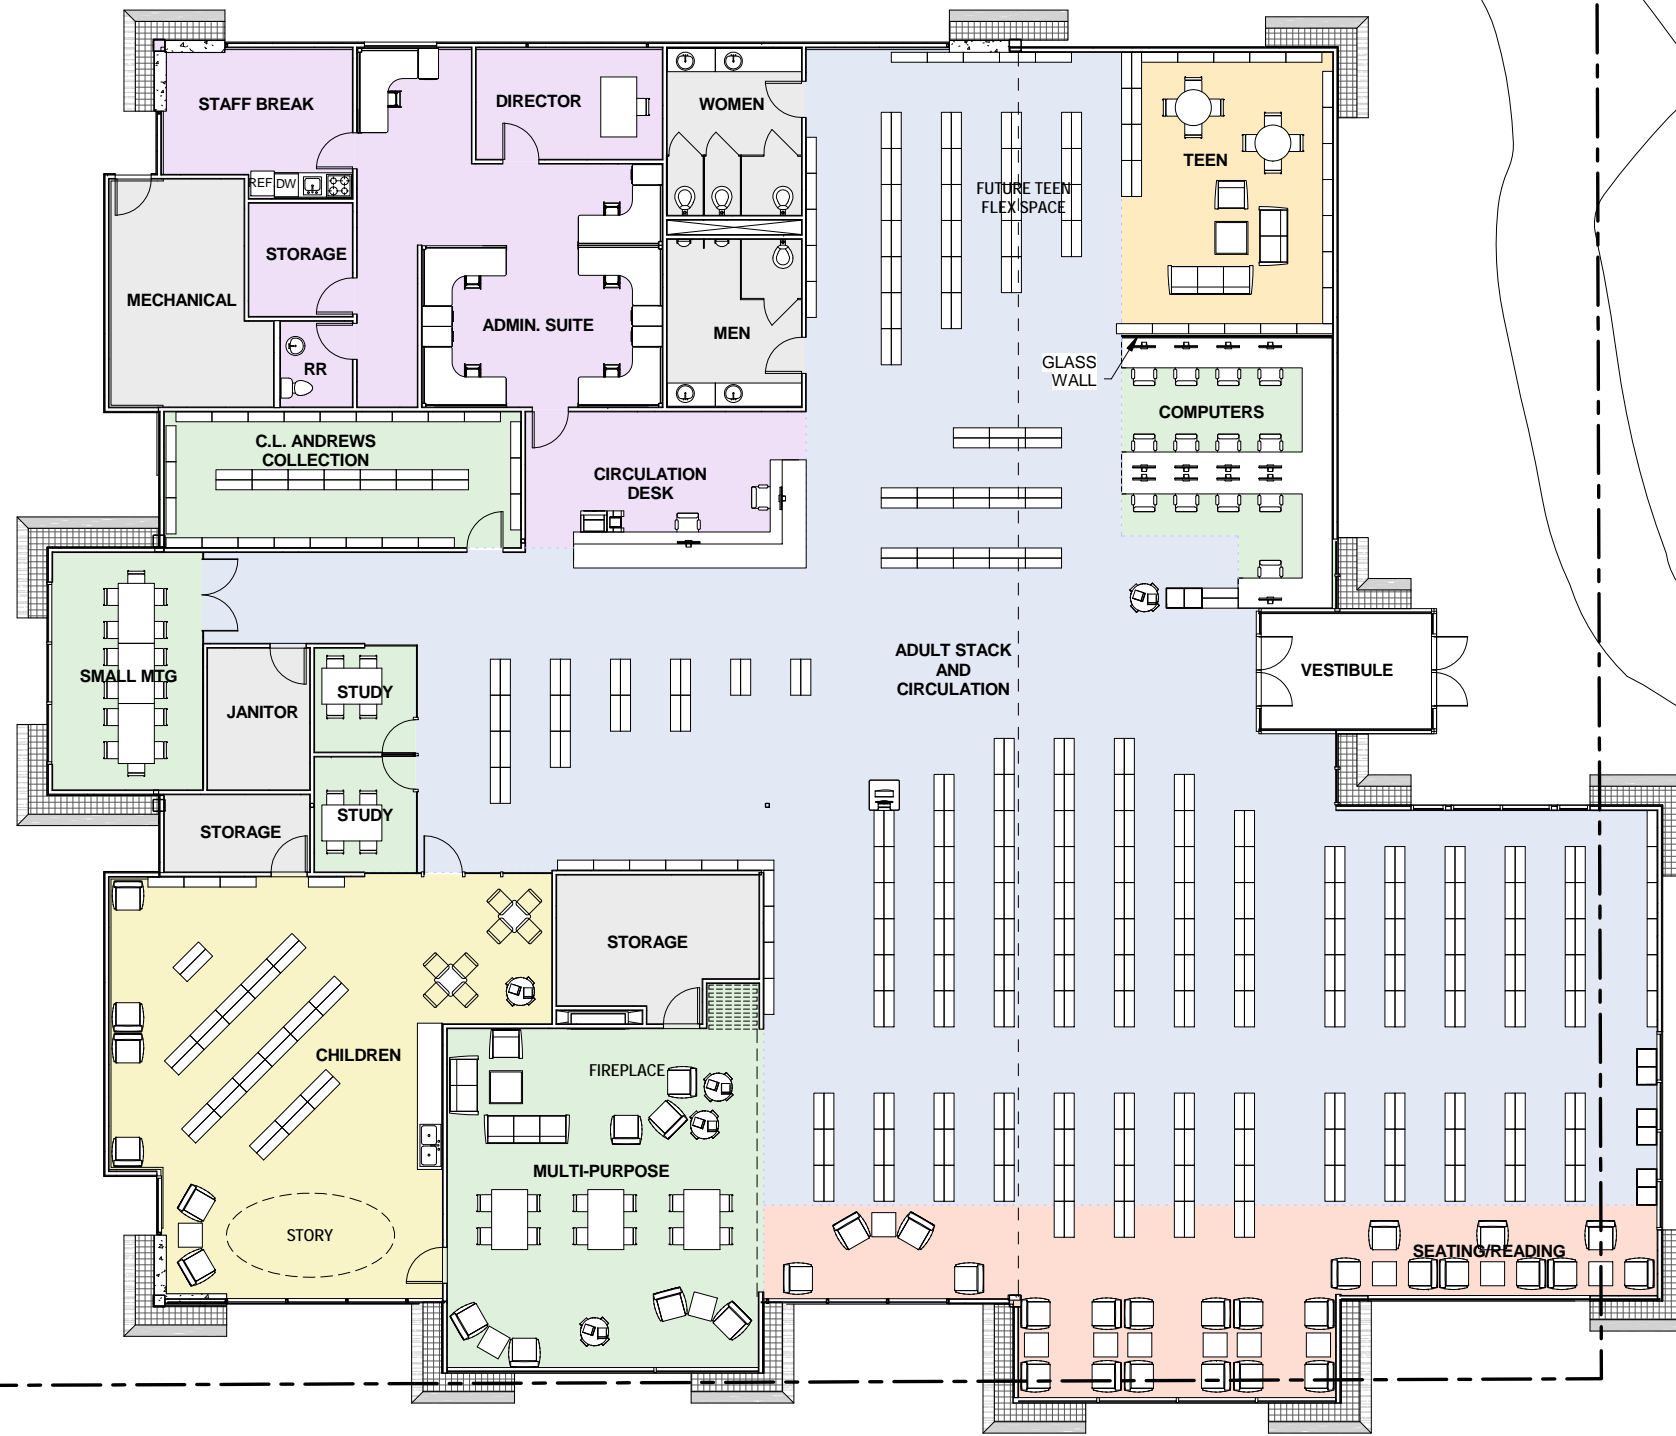 STAFF BREAK
DIRECTOR
WOMEN
TEEN
REF.
DW
FUTURE TEEN
FLEX SPACE
STORAGE
MECHANICAL
ADMIN. SUITE
MEN
RR
GLASS
WALL
COMPUTERS
C.L. ANDREWS
COLLECTION
CIRCULATION
DESK
ADULT STACK
AND
CIRCULATION
VESTIBULE
SMALL MTG
STUDY
JANITOR
STUDY
STORAGE
STORAGE
CHILDREN
FIREPLACE
MULTI-PURPOSE
STORY
SEATING/READING